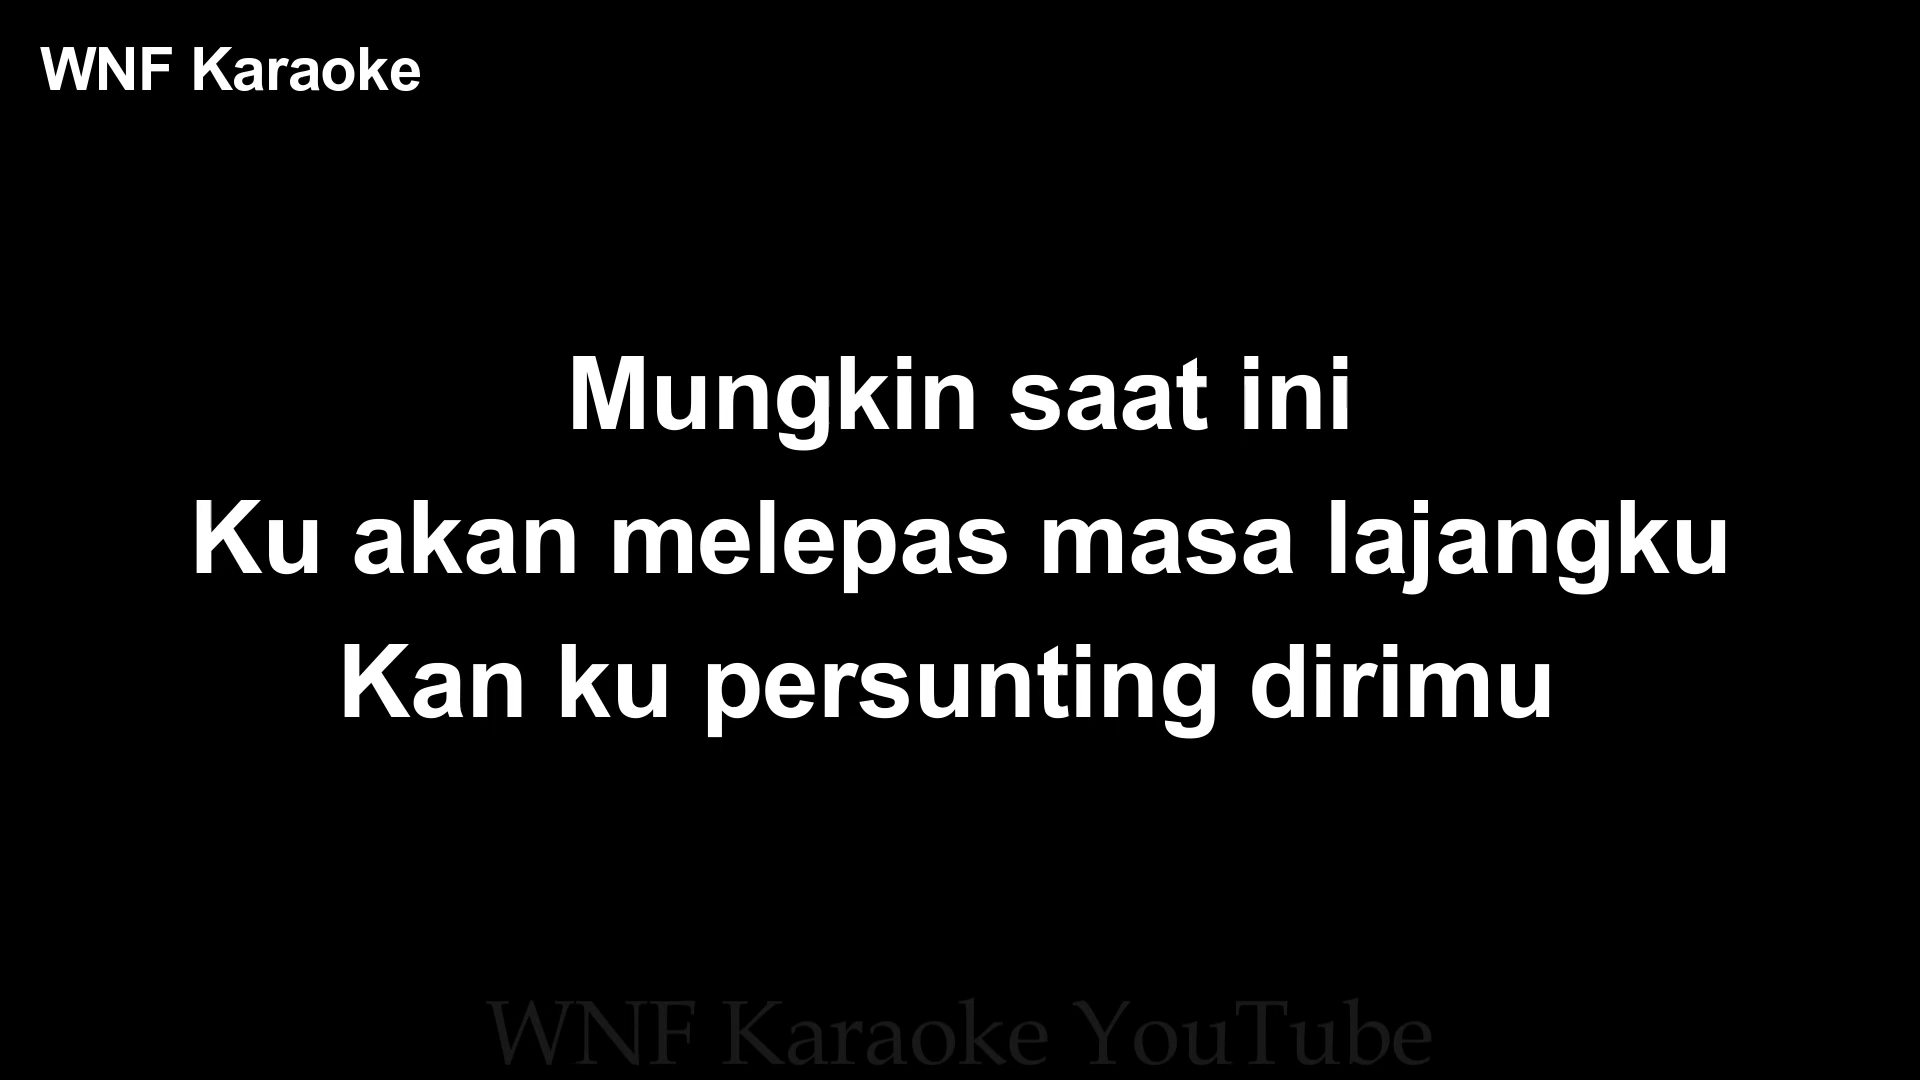 WNF Karaoke
Mungkin saat ini
Ku akan melepas masa lajangku
Kan ku persunting dirimu
WNF Karaoke YouTube